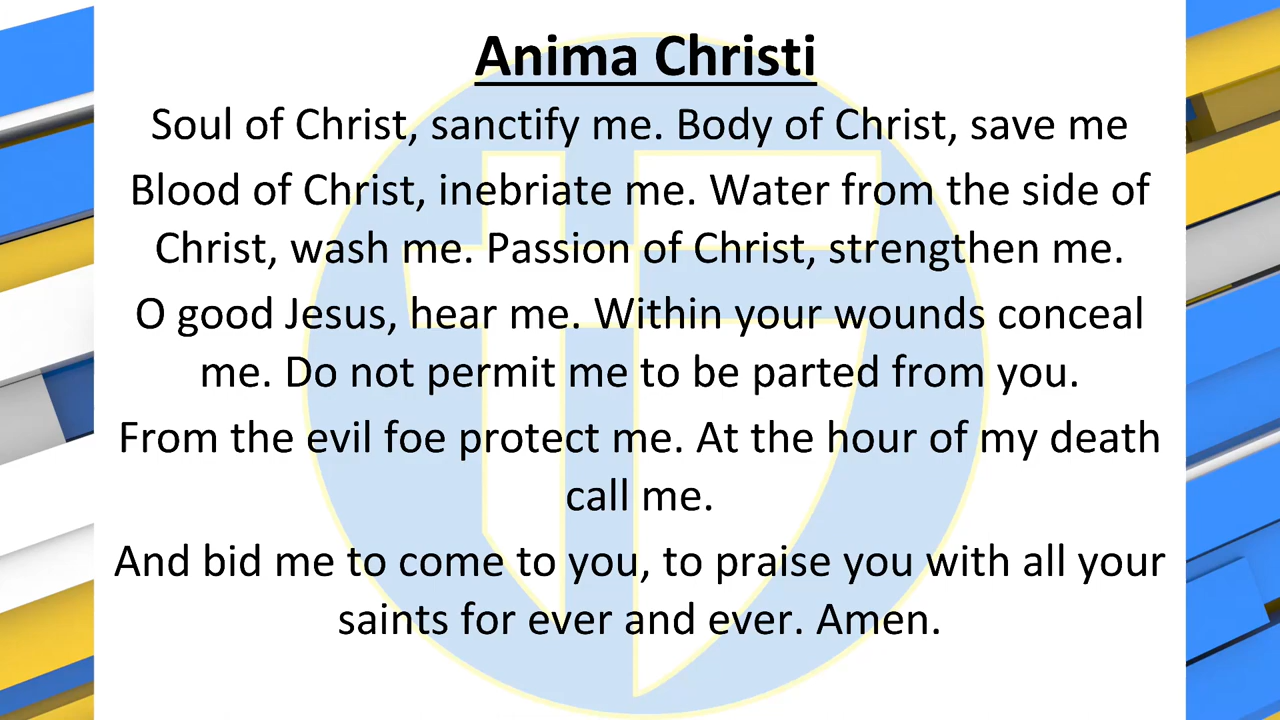 Anima Christi
Soul of Christ, sanctify me. Body of Christ, save me
Blood of Christ, inebriate me. Water from the side of
Christ, wash me. Passion of Christ, strengthen me.
O good Jesus, hear me. Within your wounds conceal
me. Do not permit me to be parted from you.
From the evil foe protect me. At the hour of my death
call me.
And bid me to come to you, to praise you with all your
saints for ever and ever. Amen.